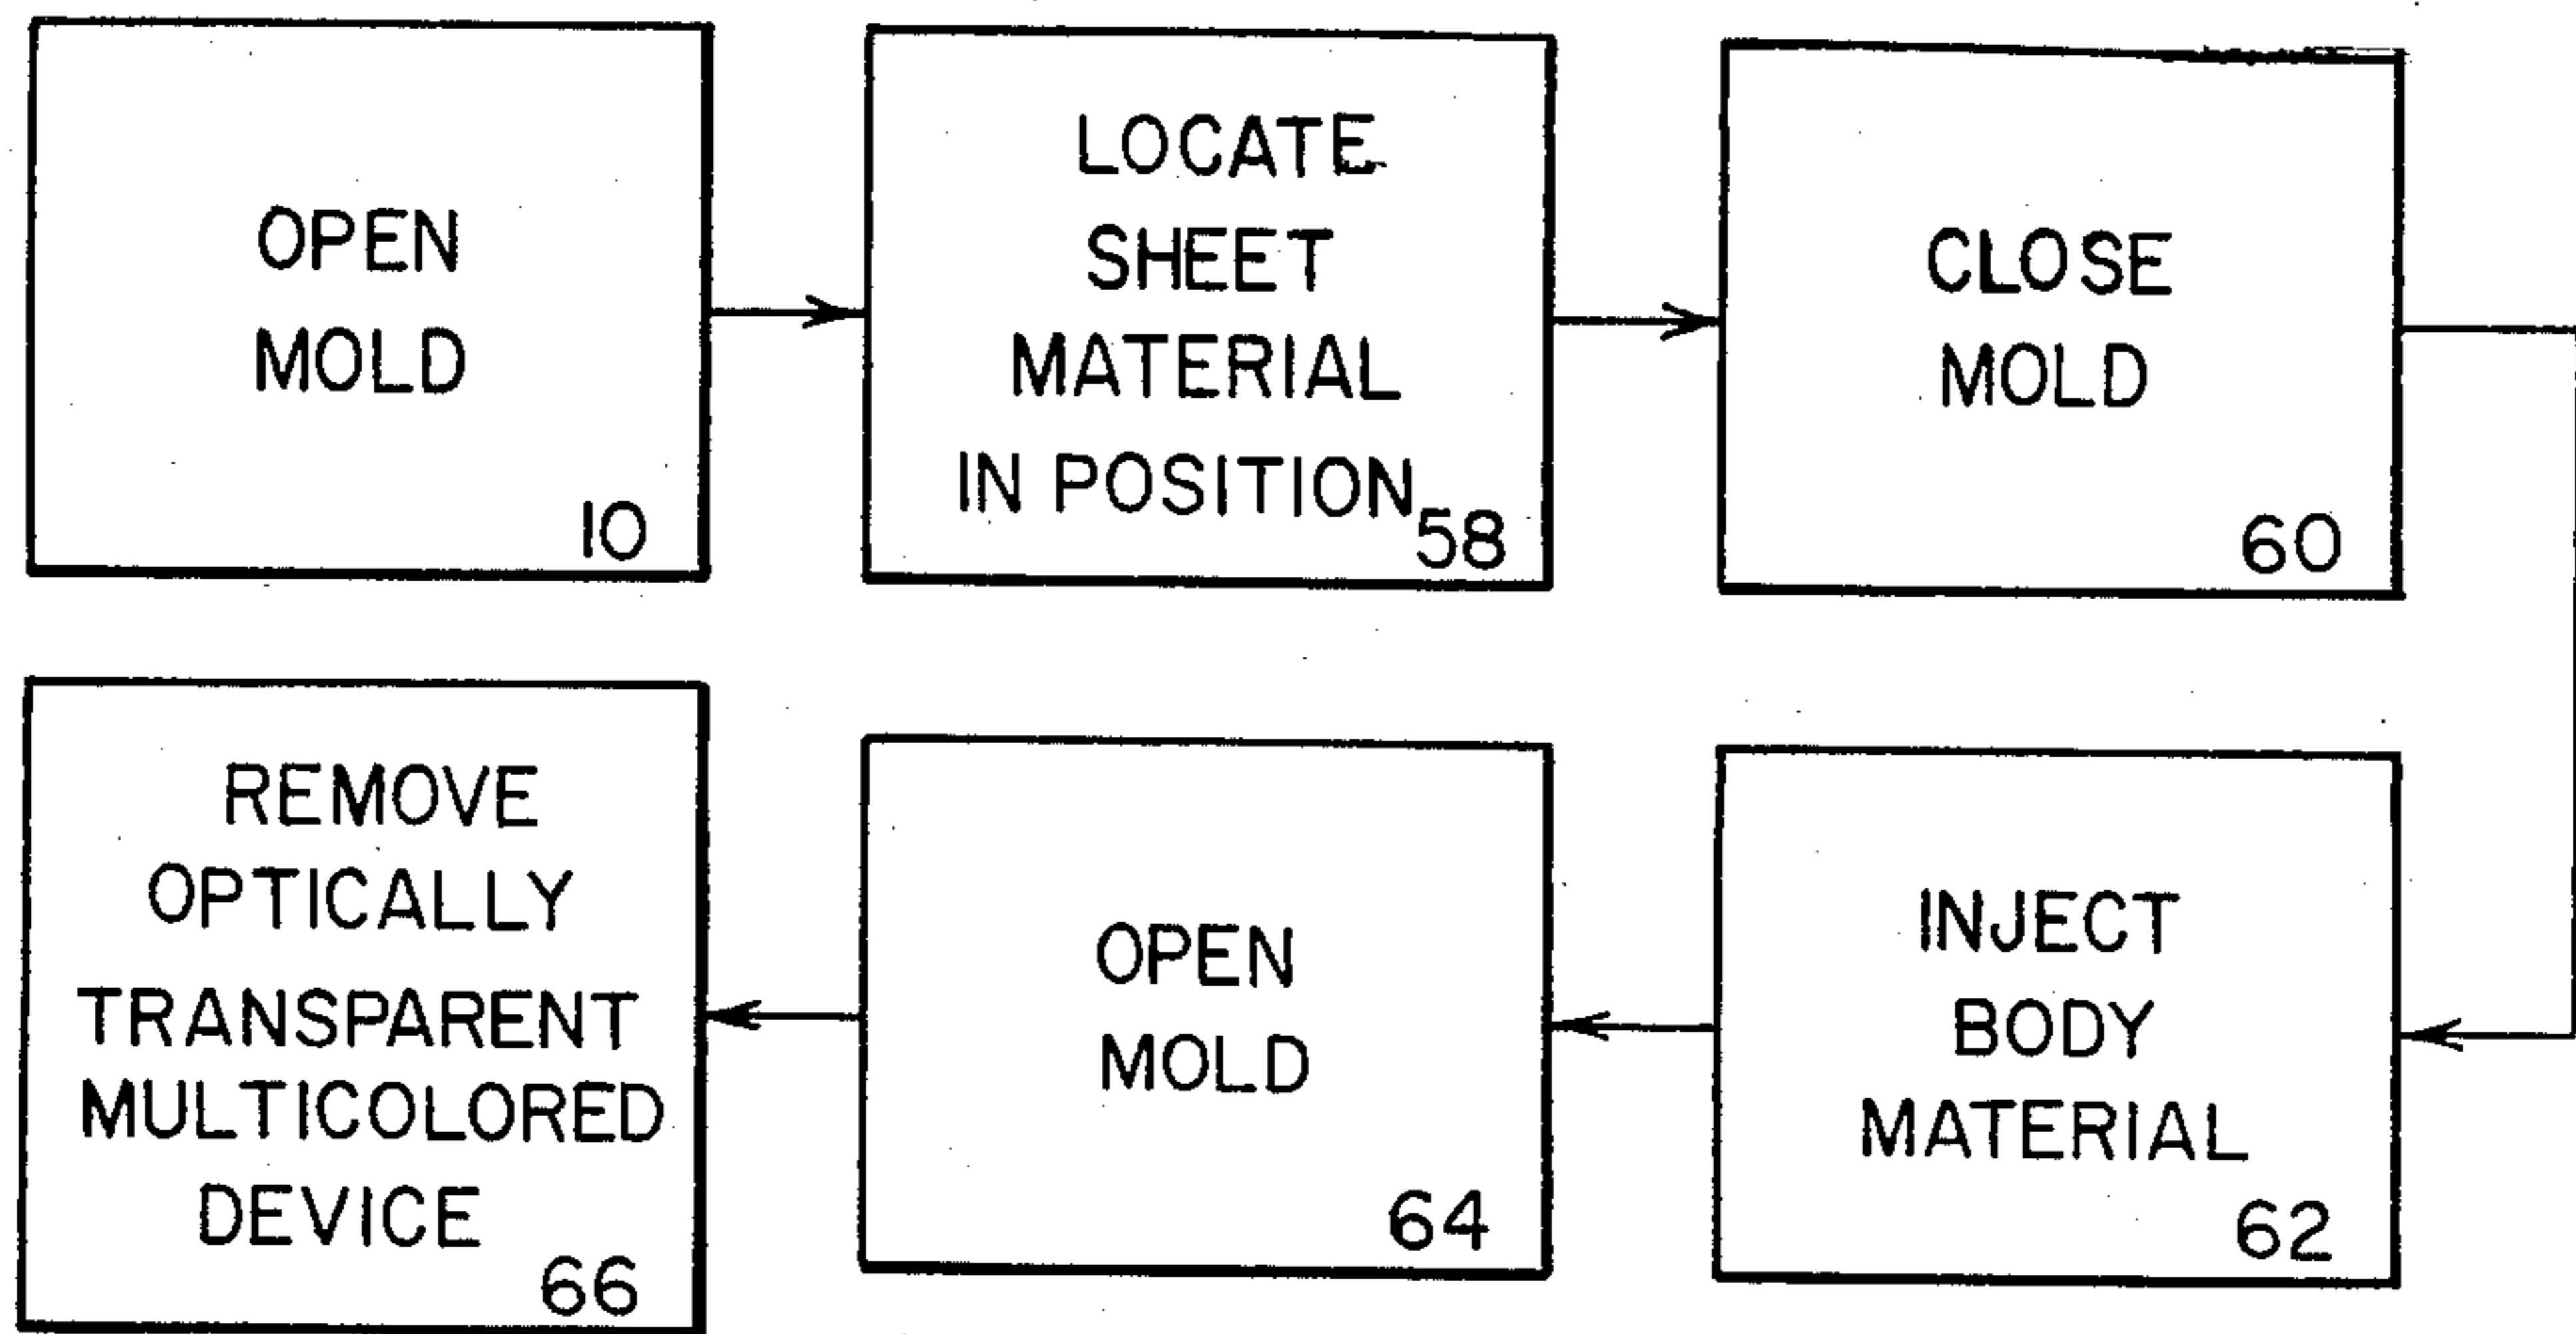 OPEN
MOLD
10
LOCATE
SHEET
MATERIAL
IN POSITION
58
CLOSE
MOLD
60
INJECT
BODY
MATERIAL
62
OPEN
MOLD
64
REMOVE
OPTICALLY
TRANSPARENT
MULTICOLORED
DEVICE
66